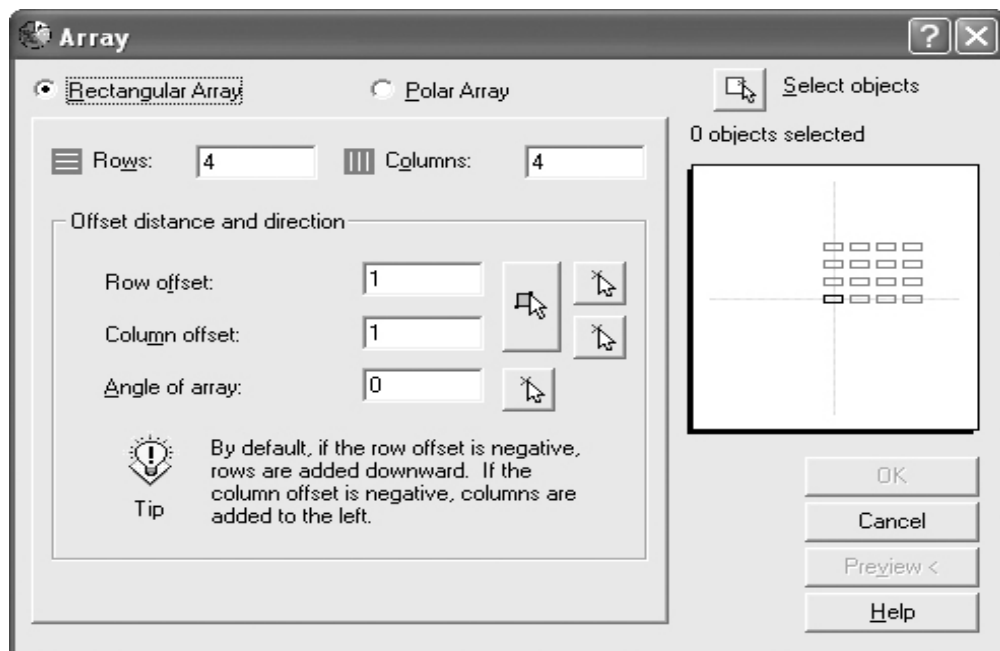 Array
Rectangular Array
Polar Array
Select objects
0 objects selected
Rows: 4
Columns: 4
Offset distance and direction
Row offset: 1
Column offset: 1
Angle of array: 0
By default, if the row offset is negative,
rows are added downward. If the
column offset is negative, columns are
added to the left.
Tip
OK
Cancel
Preview <
Help